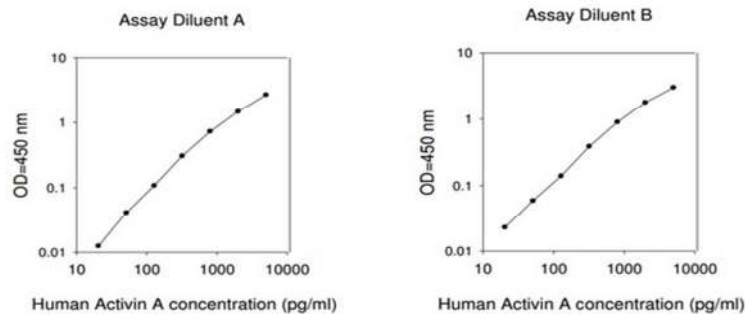 Assay Diluent A
10
1
0.1
0.01
OD=450 nm
10 100 1000 10000
Human Activin A concentration (pg/ml)
Assay Diluent B
10
1
0.1
0.01
OD=450 nm
10 100 1000 10000
Human Activin A concentration (pg/ml)